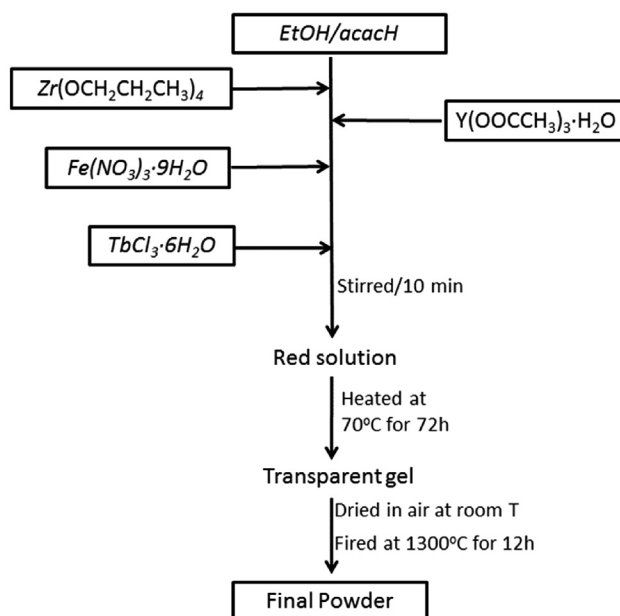 EtOH/acacH
Zr(OCH₂CH₂CH₃)₄
Y(OOCCH₃)₃·H₂O
Fe(NO₃)₃·9H₂O
TbCl₃·6H₂O
Stirred/10 min
Red solution
Heated at
70ºC for 72h
Transparent gel
Dried in air at room T
Fired at 1300ºC for 12h
Final Powder